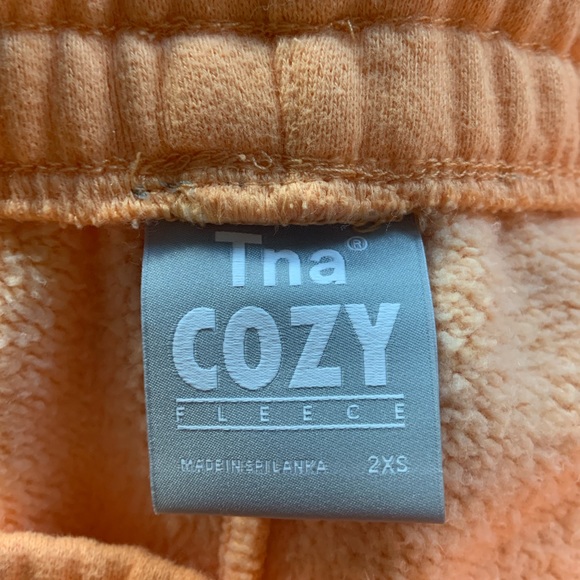 Tna®
COZY
FLEECE
MADE IN SRI LANKA 2XS